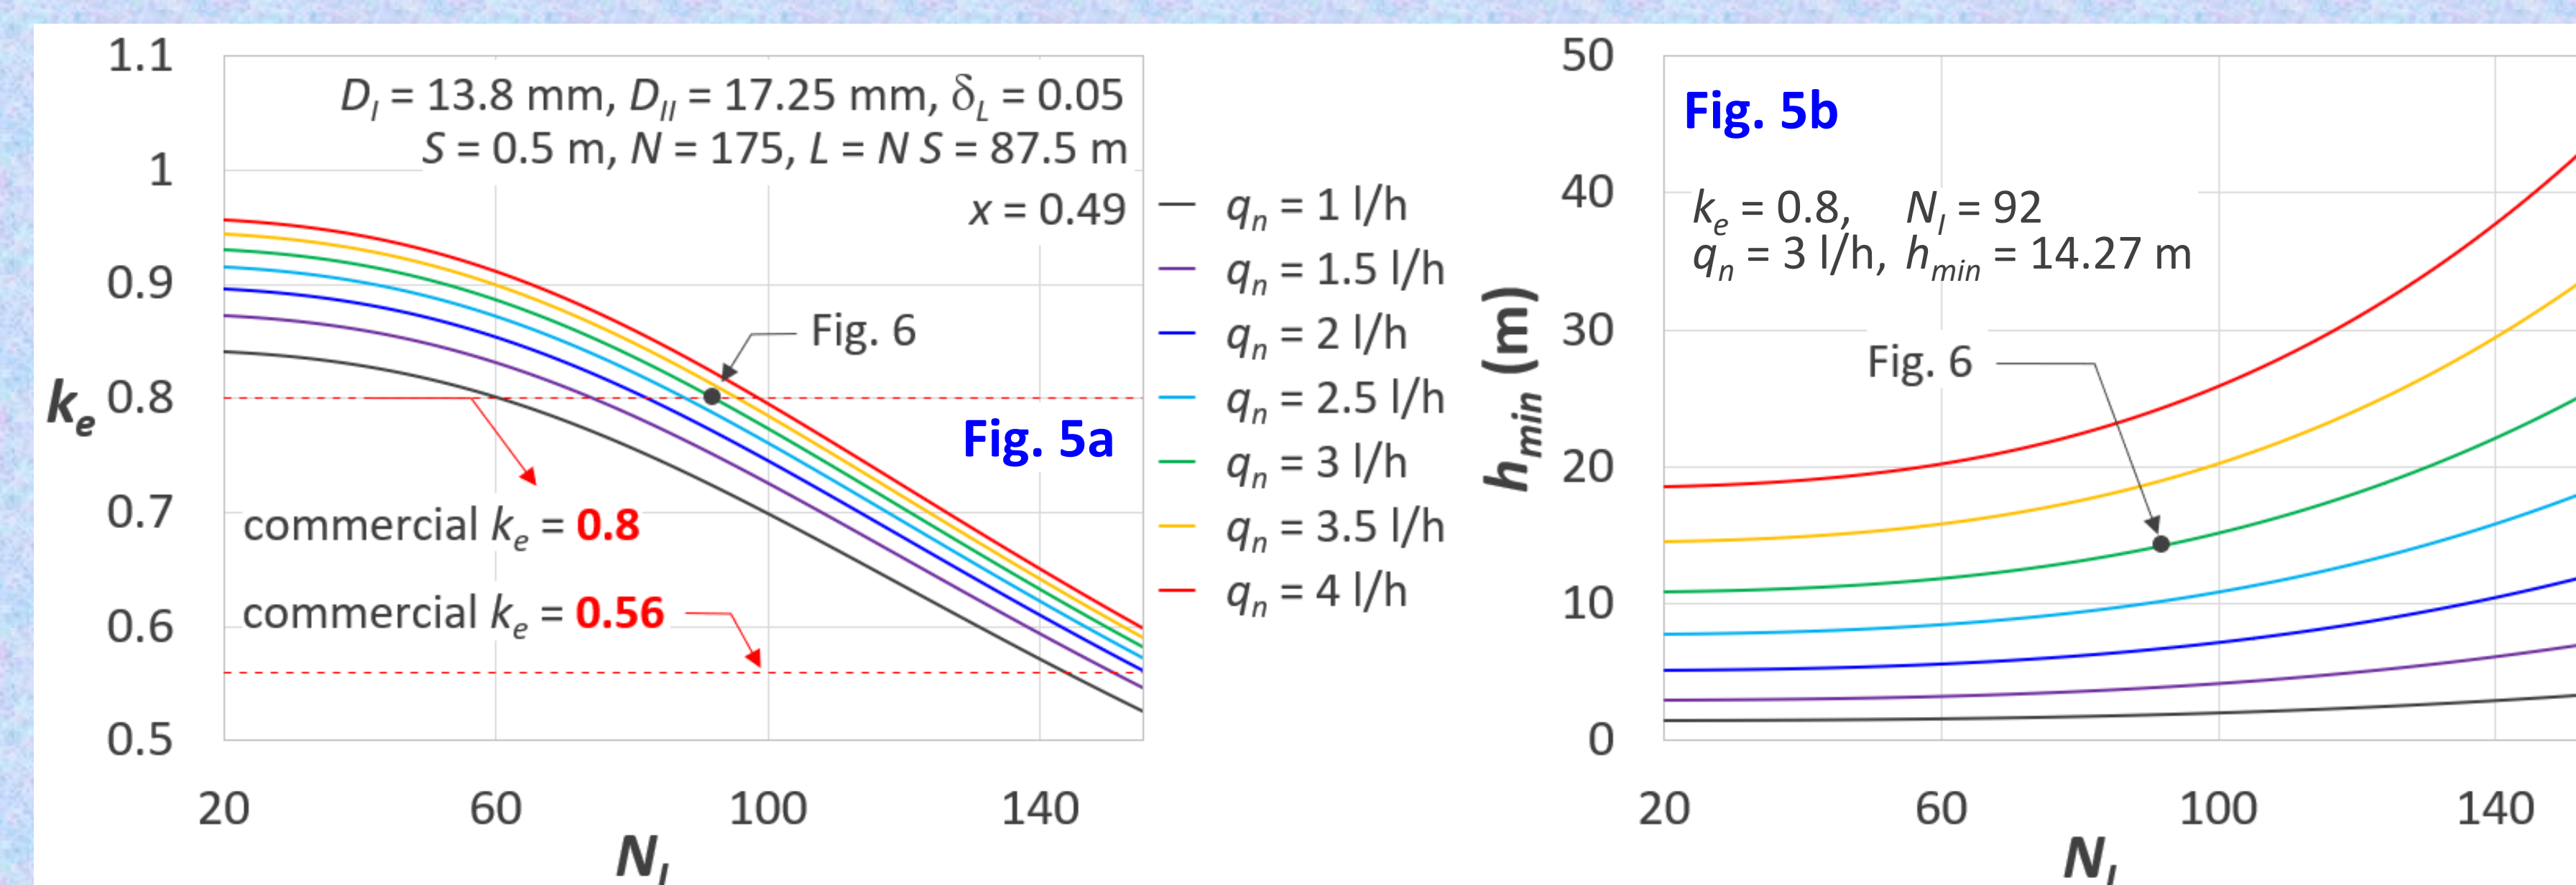 1.1
1
0.9
0.8
0.7
0.6
0.5
k_e
D_I = 13.8 mm, D_II = 17.25 mm, δ_L = 0.05
S = 0.5 m, N = 175, L = N S = 87.5 m
x = 0.49
Fig. 6
Fig. 5a
commercial k_e = 0.8
commercial k_e = 0.56
20 60 100 140
N_I
q_n = 1 l/h
q_n = 1.5 l/h
q_n = 2 l/h
q_n = 2.5 l/h
q_n = 3 l/h
q_n = 3.5 l/h
q_n = 4 l/h
h_min (m)
50
40
30
20
10
0
Fig. 5b
k_e = 0.8, N_I = 92
q_n = 3 l/h, h_min = 14.27 m
Fig. 6
20 60 100 140
N_I